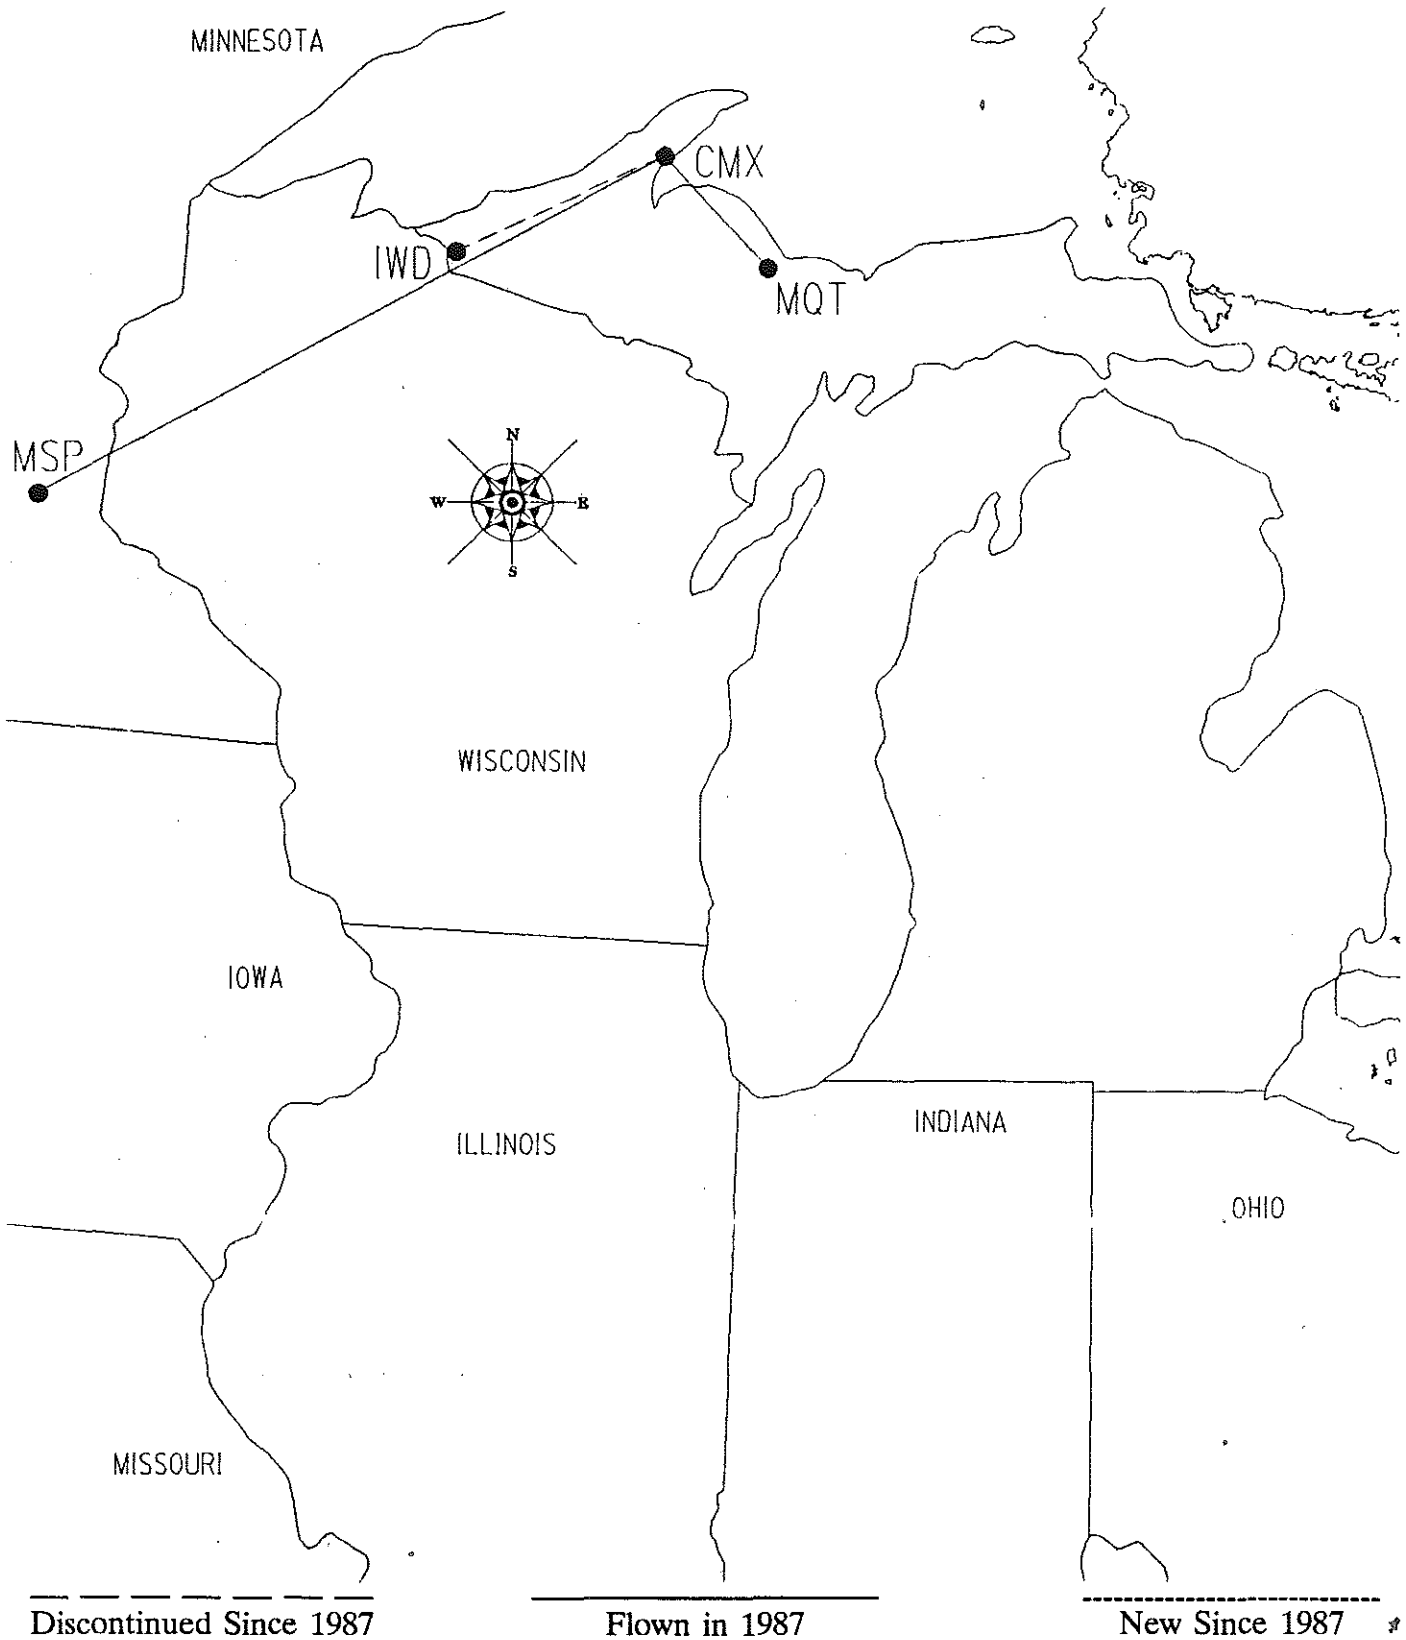 MINNESOTA
CMX
IWD
MQT
MSP
N
W E
S
WISCONSIN
IOWA
INDIANA
ILLINOIS
OHIO
MISSOURI
Discontinued Since 1987 Flown in 1987 New Since 1987